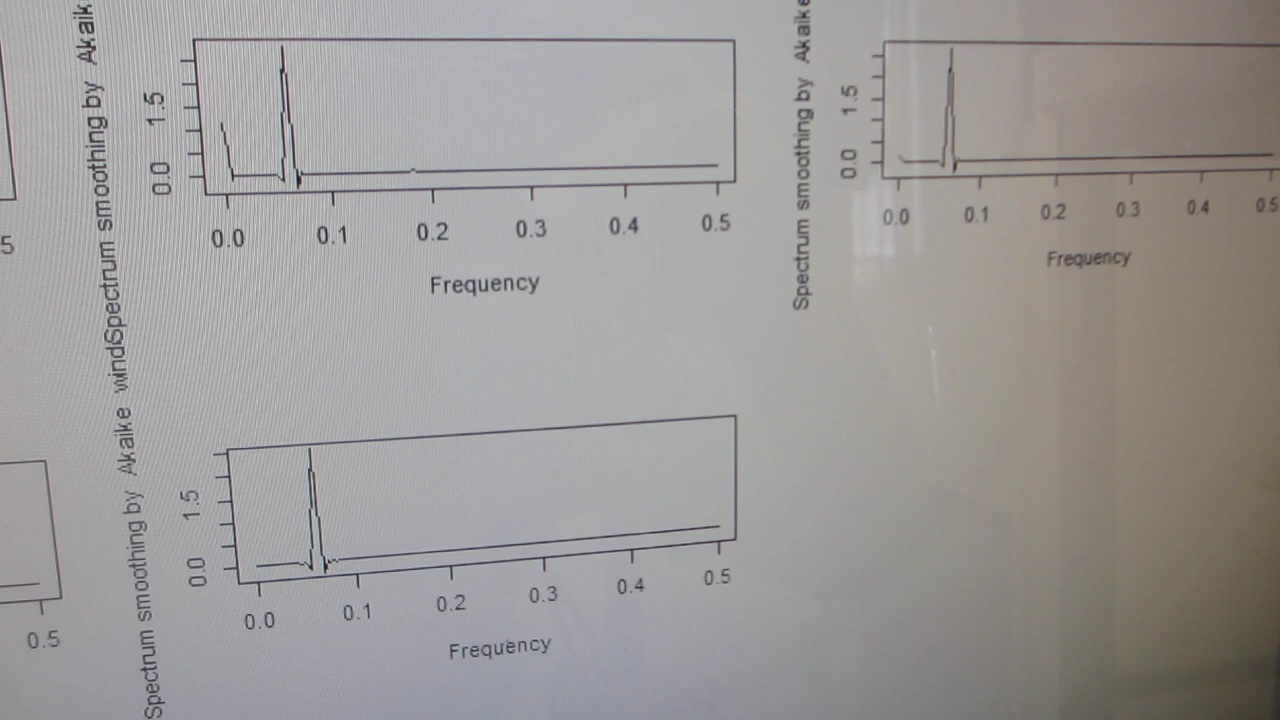 Spectrum smoothing by Akaik
0.0 1.5
0.0 0.1 0.2 0.3 0.4 0.5
Frequency
Spectrum smoothing by Akaike
0.0 1.5
0.0 0.1 0.2 0.3 0.4 0.5
Frequency
5
Spectrum smoothing by Akaike wind
0.0 1.5
0.0 0.1 0.2 0.3 0.4 0.5
Frequency
0.5